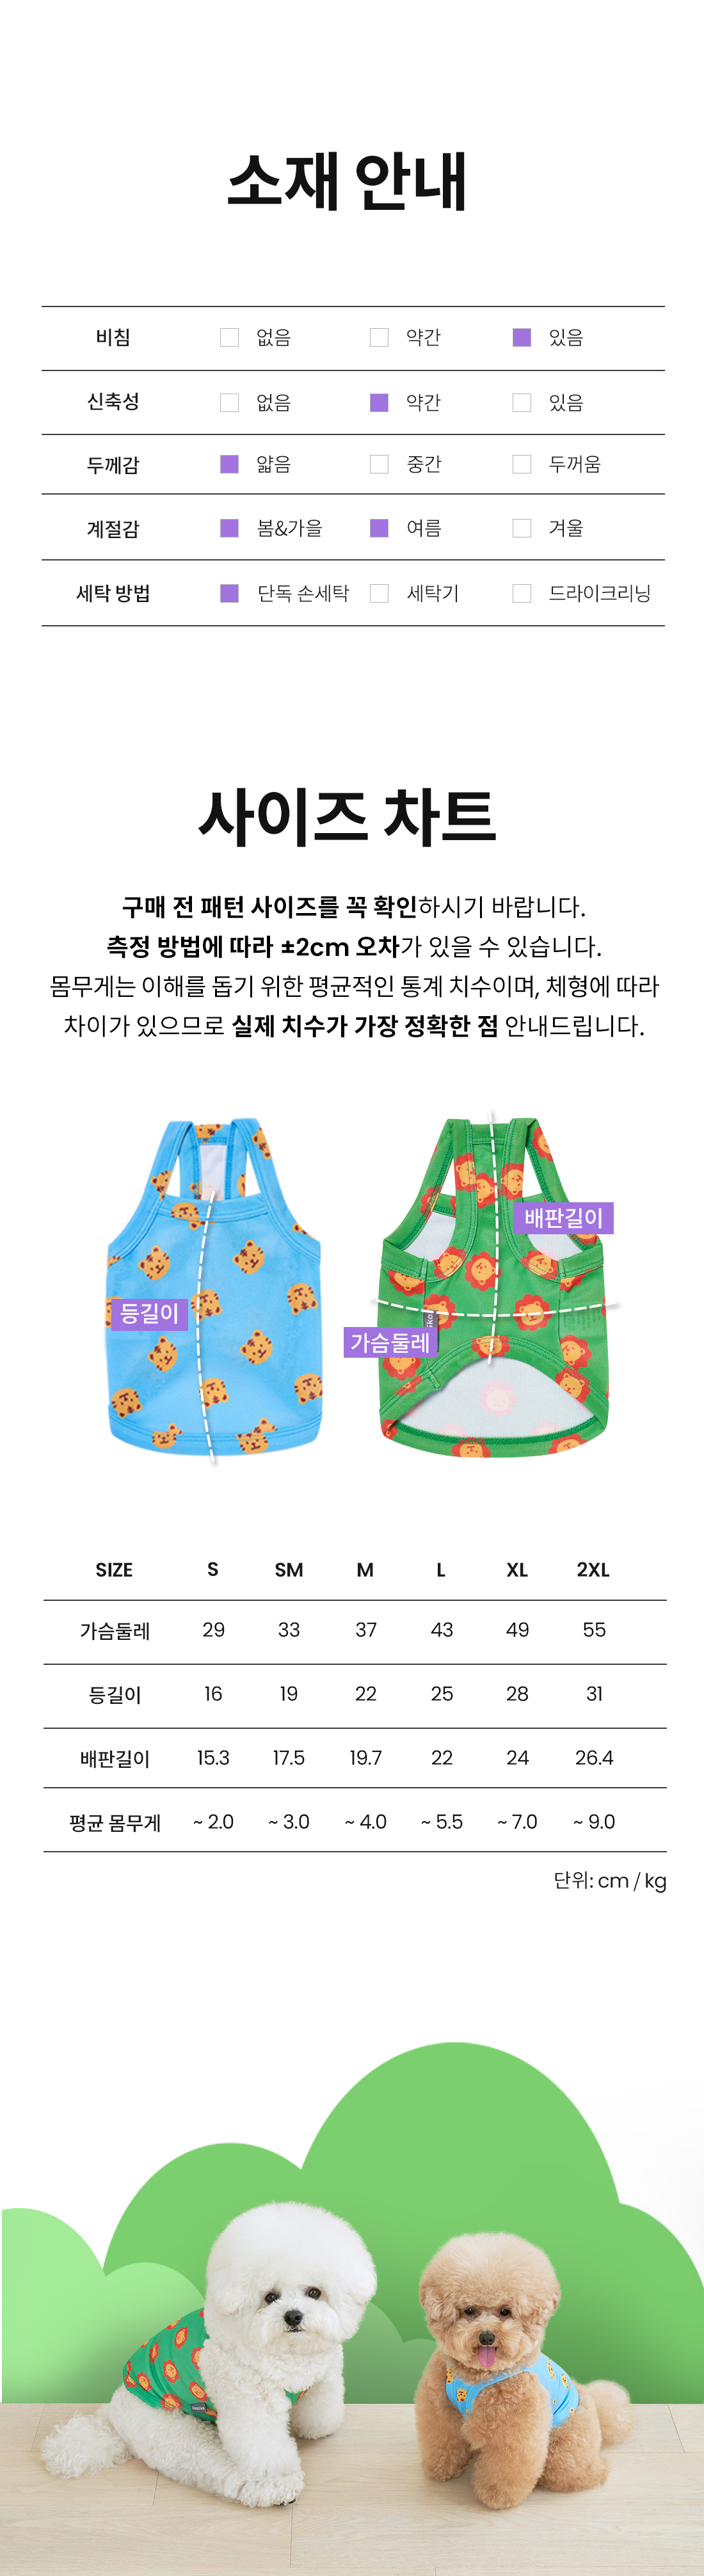 소재 안내
비침 없음 약간 있음
신축성 없음 약간 있음
두께감 얇음 중간 두꺼움
계절감 봄&가을 여름 겨울
세탁 방법 단독 손세탁 세탁기 드라이크리닝
사이즈 차트
구매 전 패턴 사이즈를 꼭 확인하시기 바랍니다.
측정 방법에 따라 ±2cm 오차가 있을 수 있습니다.
몸무게는 이해를 돕기 위한 평균적인 통계 치수이며, 체형에 따라
차이가 있으므로 실제 치수가 가장 정확한 점 안내드립니다.
배판길이
등길이
가슴둘레
SIZE S SM M L XL 2XL
가슴둘레 29 33 37 43 49 55
등길이 16 19 22 25 28 31
배판길이 15.3 17.5 19.7 22 24 26.4
평균 몸무게 ~ 2.0 ~ 3.0 ~ 4.0 ~ 5.5 ~ 7.0 ~ 9.0
단위: cm / kg